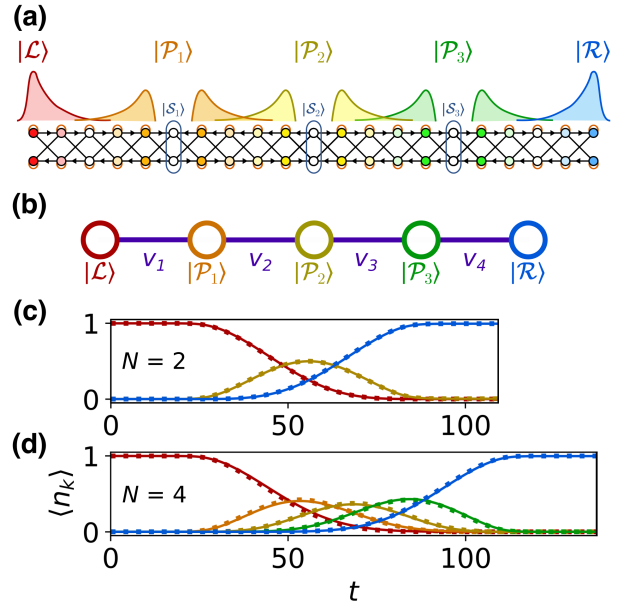 (a)
|𝓛⟩ |𝓟₁⟩ |𝓟₂⟩ |𝓟₃⟩ |𝓡⟩
|𝓢₁⟩ |𝓢₂⟩ |𝓢₃⟩
(b)
v₁ v₂ v₃ v₄
|𝓛⟩ |𝓟₁⟩ |𝓟₂⟩ |𝓟₃⟩ |𝓡⟩
(c)
1
N = 2
0
0 50 100
(d)
1
N = 4
0
⟨n_k⟩
0 50 100
t